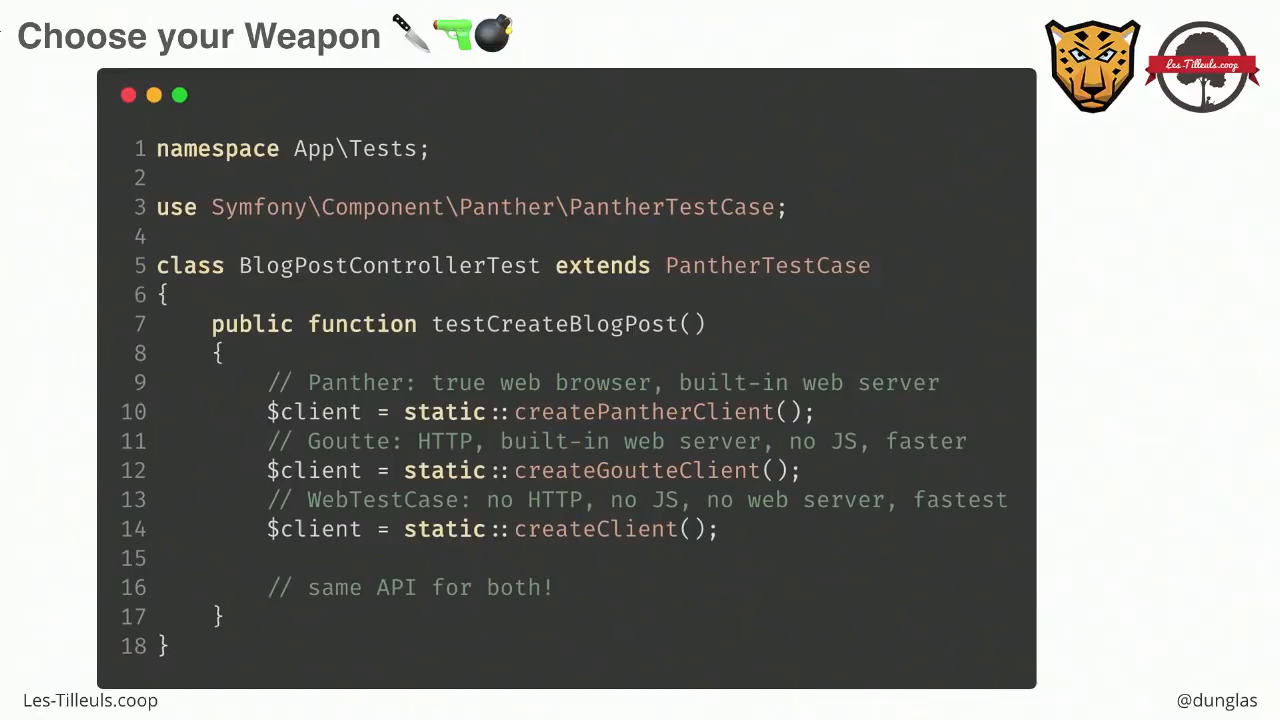 Choose your Weapon 🔪🔫💣
Les-Tilleuls.coop
1 namespace App\Tests;
2
3 use Symfony\Component\Panther\PantherTestCase;
4
5 class BlogPostControllerTest extends PantherTestCase
6 {
7     public function testCreateBlogPost()
8     {
9         // Panther: true web browser, built-in web server
10         $client = static::createPantherClient();
11         // Goutte: HTTP, built-in web server, no JS, faster
12         $client = static::createGoutteClient();
13         // WebTestCase: no HTTP, no JS, no web server, fastest
14         $client = static::createClient();
15
16         // same API for both!
17     }
18 }
Les-Tilleuls.coop
@dunglas